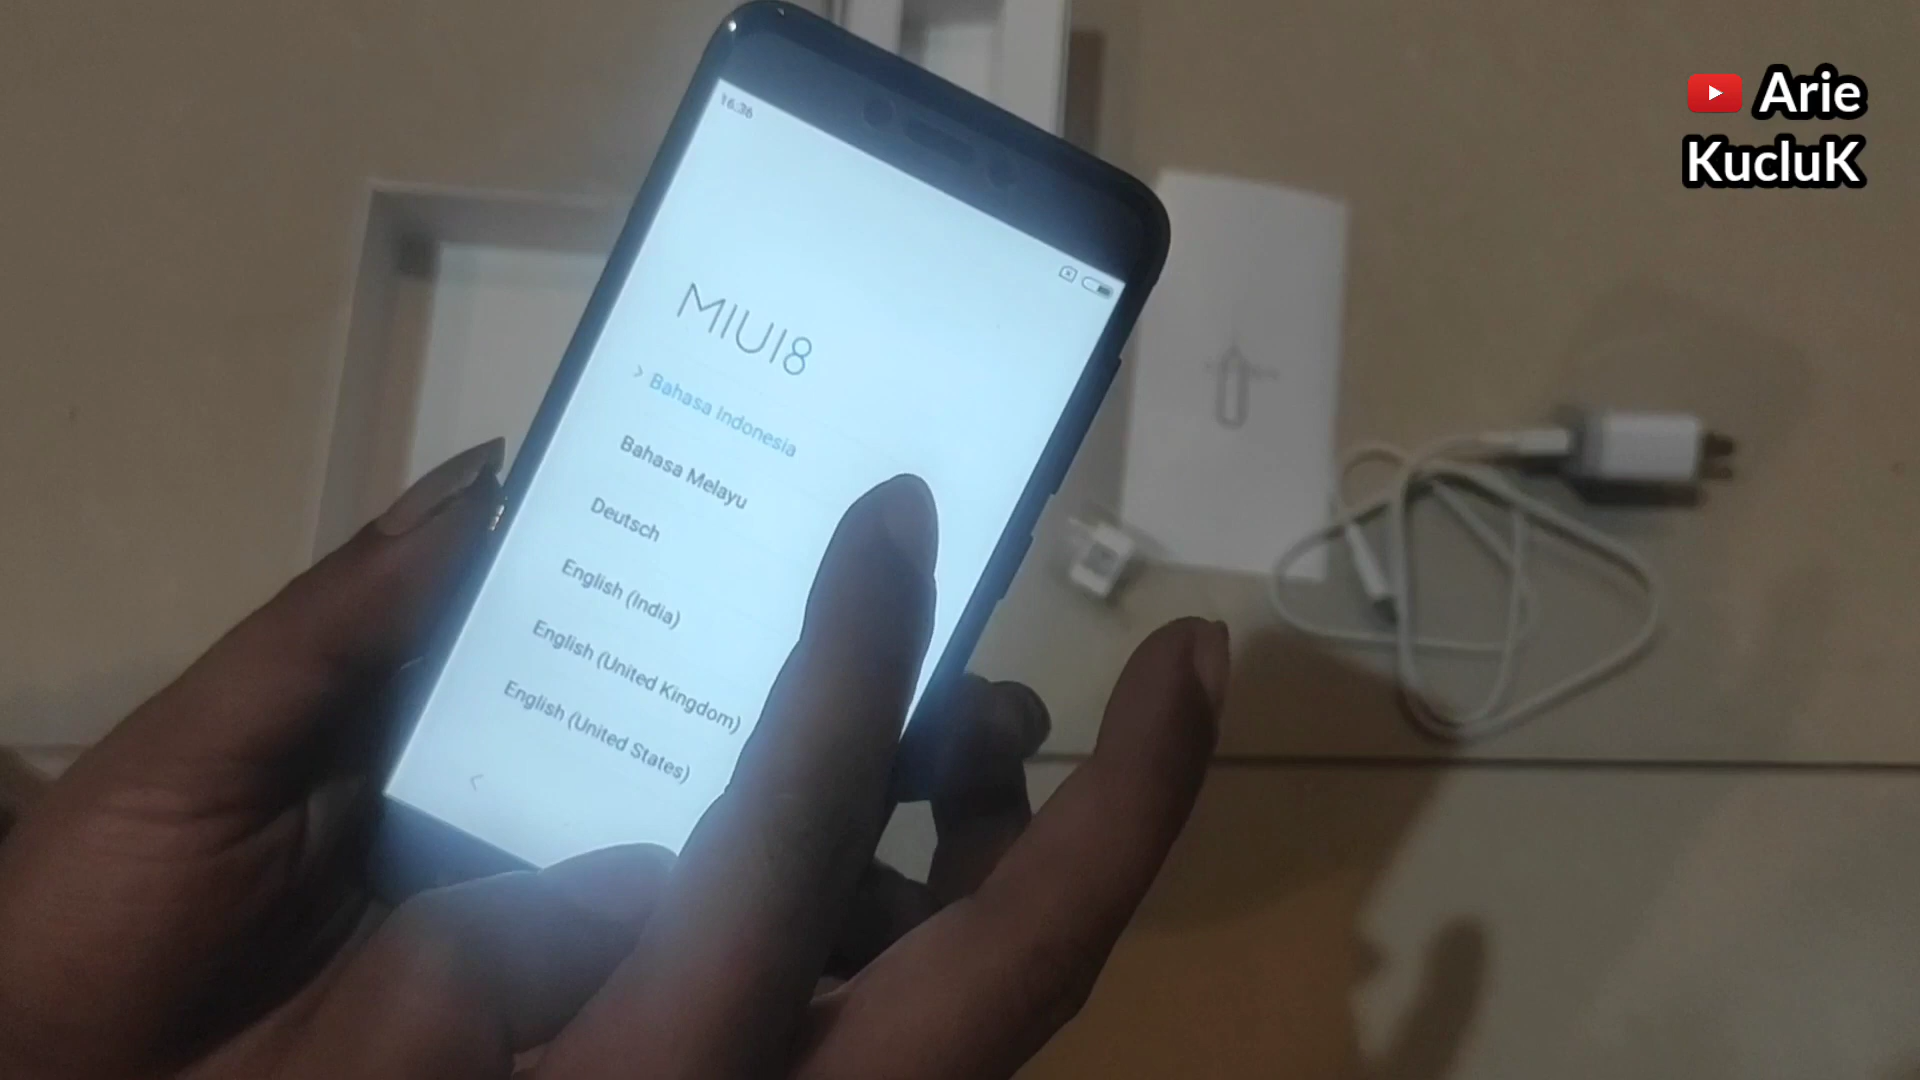 Arie
KucluK
16.36
MIUI8
Bahasa Indonesia
Bahasa Melayu
Deutsch
English (India)
English (United Kingdom)
English (United States)